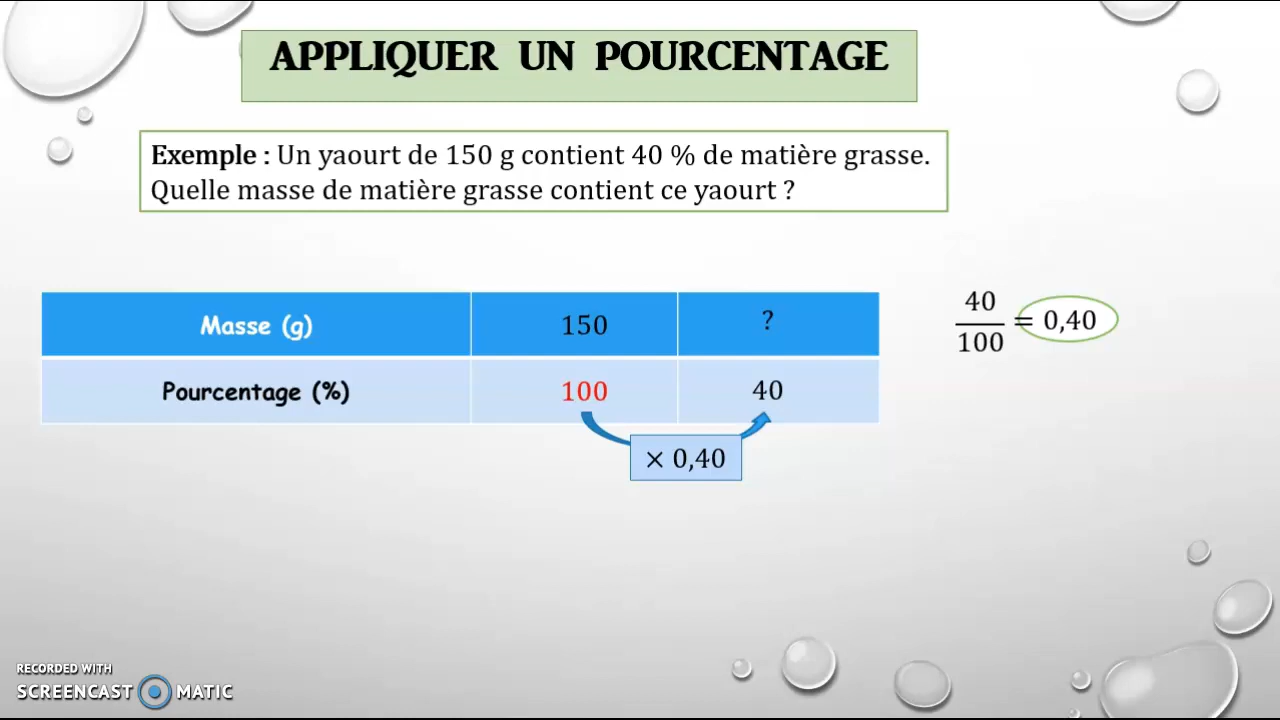 APPLIQUER UN POURCENTAGE
Exemple : Un yaourt de 150 g contient 40 % de matière grasse.
Quelle masse de matière grasse contient ce yaourt ?
Masse (g) 150 ?
40/100 = 0,40
Pourcentage (%) 100 40
× 0,40
RECORDED WITH
SCREENCAST MATIC